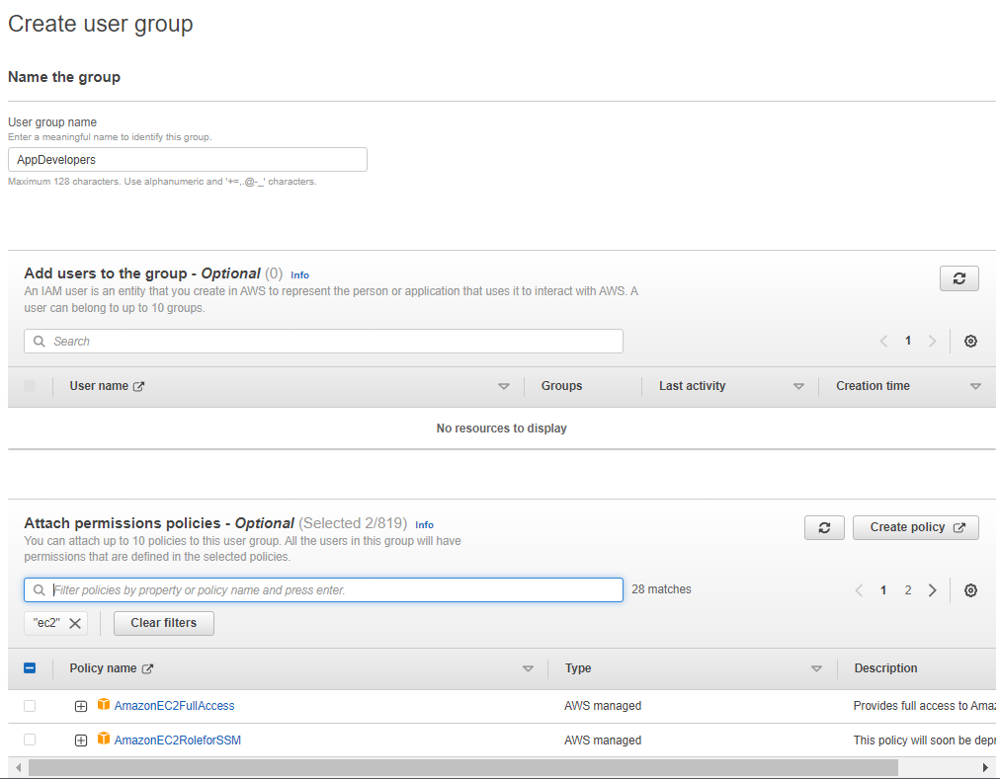 Create user group
Name the group
User group name
Enter a meaningful name to identify this group.
AppDevelopers
Maximum 128 characters. Use alphanumeric and '+=,.@-_' characters.
Add users to the group - Optional (0) Info
An IAM user is an entity that you create in AWS to represent the person or application that uses it to interact with AWS. A
user can belong to up to 10 groups.
Search
1
User name Groups Last activity Creation time
No resources to display
Attach permissions policies - Optional (Selected 2/819) Info
Create policy
You can attach up to 10 policies to this user group. All the users in this group will have
permissions that are defined in the selected policies.
Filter policies by property or policy name and press enter. 28 matches 1 2
"ec2" Clear filters
Policy name Type Description
AmazonEC2FullAccess AWS managed Provides full access to Amaz
AmazonEC2RoleforSSM AWS managed This policy will soon be depr